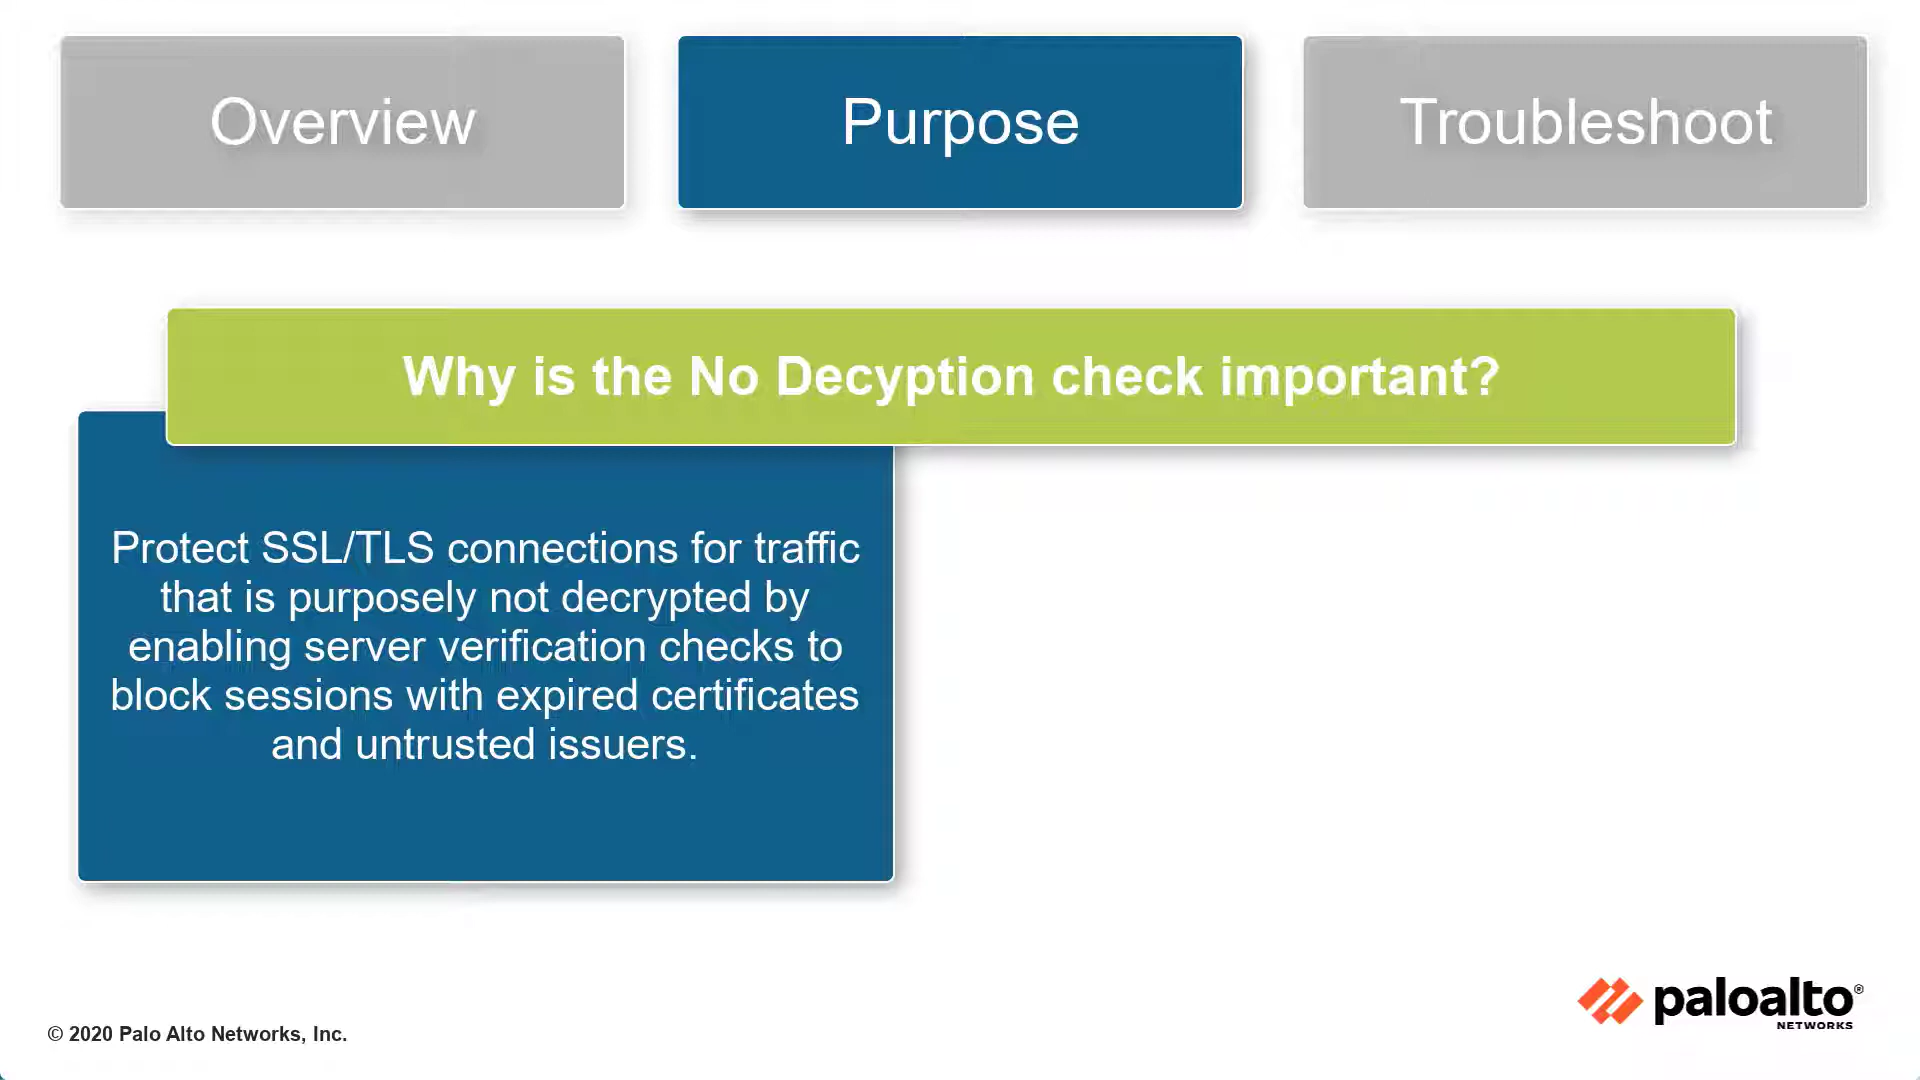 Overview
Purpose
Troubleshoot
Why is the No Decyption check important?
Protect SSL/TLS connections for traffic
that is purposely not decrypted by
enabling server verification checks to
block sessions with expired certificates
and untrusted issuers.
paloalto®
NETWORKS
© 2020 Palo Alto Networks, Inc.